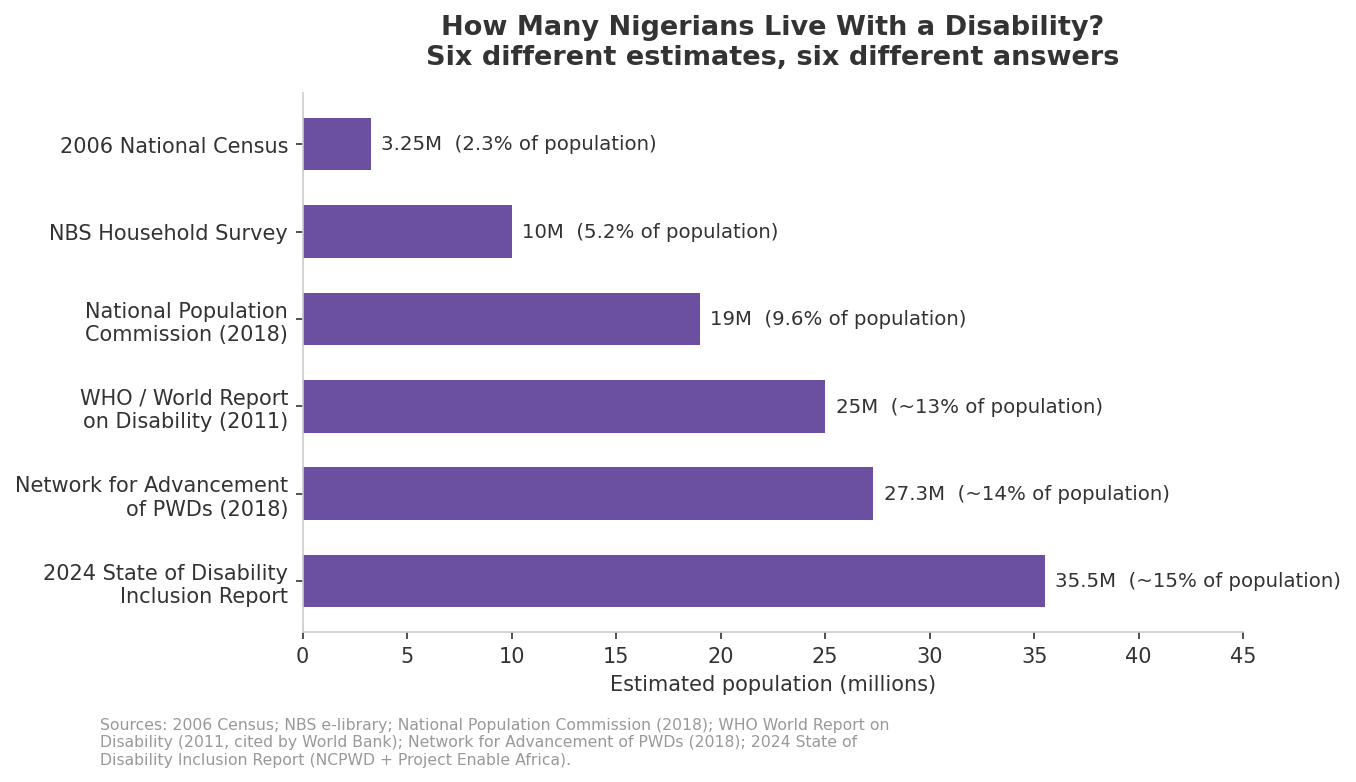 How Many Nigerians Live With a Disability?
Six different estimates, six different answers
2006 National Census
3.25M (2.3% of population)
NBS Household Survey
10M (5.2% of population)
National Population
Commission (2018)
19M (9.6% of population)
WHO / World Report
on Disability (2011)
25M (~13% of population)
Network for Advancement
of PWDs (2018)
27.3M (~14% of population)
2024 State of Disability
Inclusion Report
35.5M (~15% of population)
0 5 10 15 20 25 30 35 40 45
Estimated population (millions)
Sources: 2006 Census; NBS e-library; National Population Commission (2018); WHO World Report on
Disability (2011, cited by World Bank); Network for Advancement of PWDs (2018); 2024 State of
Disability Inclusion Report (NCPWD + Project Enable Africa).